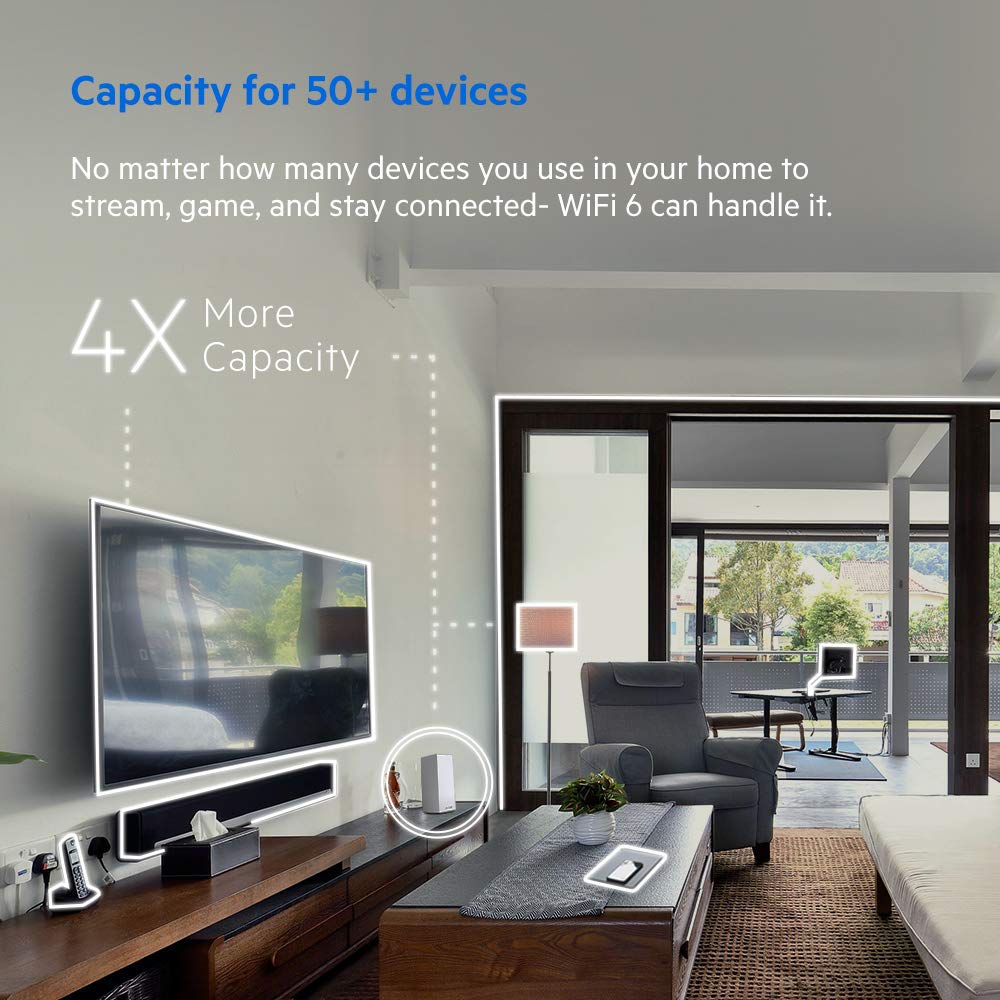 Capacity for 50+ devices
No matter how many devices you use in your home to
stream, game, and stay connected- WiFi 6 can handle it.
4X More
Capacity